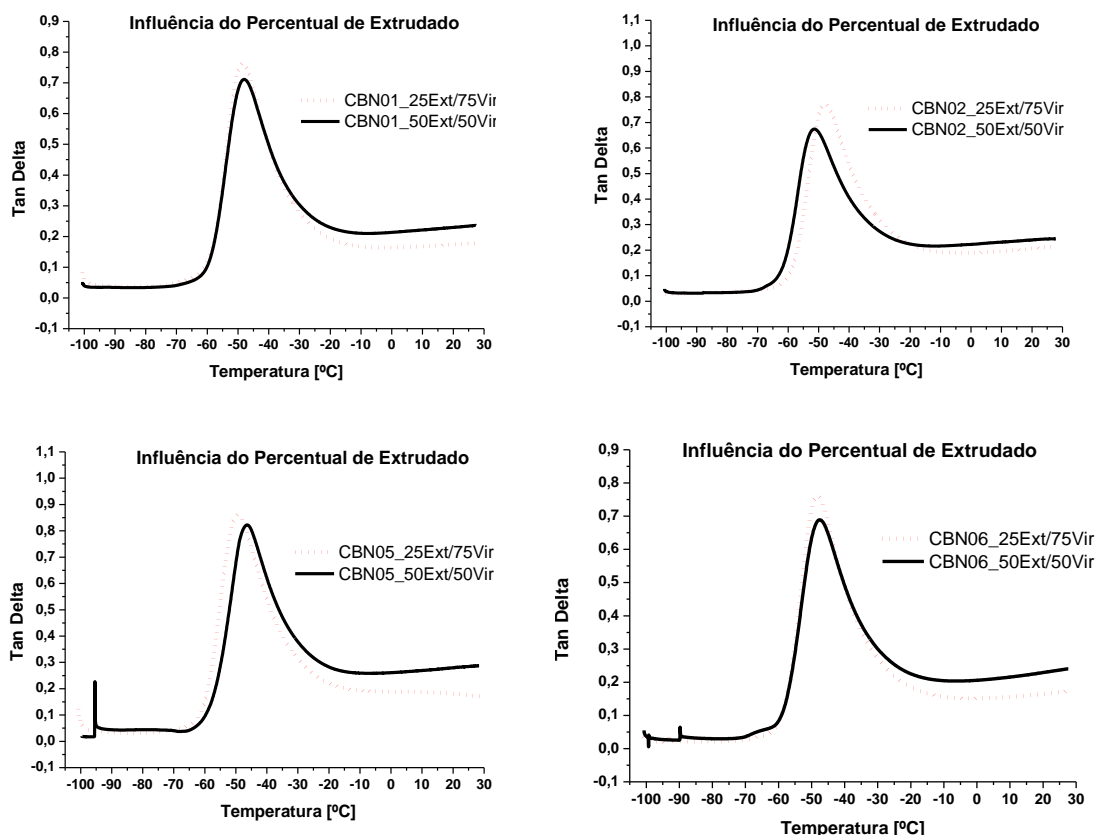 Influência do Percentual de Extrudado
0,9
0,8
0,7
0,6
0,5
0,4
0,3
0,2
0,1
0,0
-0,1
Tan Delta
CBN01_25Ext/75Vir
CBN01_50Ext/50Vir
-100 -90 -80 -70 -60 -50 -40 -30 -20 -10 0 10 20 30
Temperatura [ºC]
Influência do Percentual de Extrudado
1,1
1,0
0,9
0,8
0,7
0,6
0,5
0,4
0,3
0,2
0,1
0,0
-0,1
Tan Delta
CBN02_25Ext/75Vir
CBN02_50Ext/50Vir
-100 -90 -80 -70 -60 -50 -40 -30 -20 -10 0 10 20 30
Temperatura [ºC]
Influência do Percentual de Extrudado
1,1
1,0
0,9
0,8
0,7
0,6
0,5
0,4
0,3
0,2
0,1
0,0
-0,1
Tan Delta
CBN05_25Ext/75Vir
CBN05_50Ext/50Vir
-100 -90 -80 -70 -60 -50 -40 -30 -20 -10 0 10 20 30
Temperatura [ºC]
Influência do Percentual de Extrudado
0,9
0,8
0,7
0,6
0,5
0,4
0,3
0,2
0,1
0,0
-0,1
Tan Delta
CBN06_25Ext/75Vir
CBN06_50Ext/50Vir
-100 -90 -80 -70 -60 -50 -40 -30 -20 -10 0 10 20 30
Temperatura [ºC]